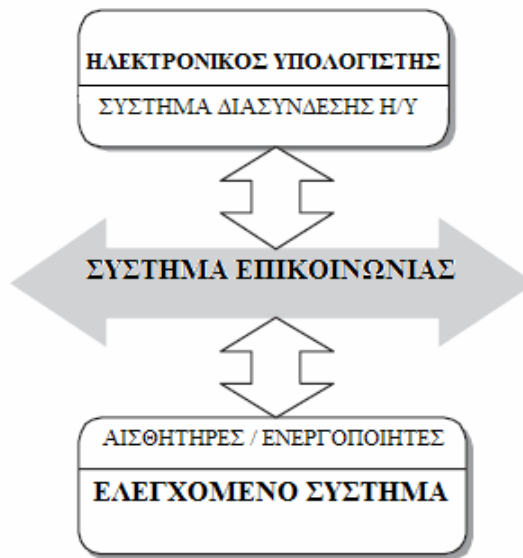 ΗΛΕΚΤΡΟΝΙΚΟΣ ΥΠΟΛΟΓΙΣΤΗΣ
ΣΥΣΤΗΜΑ ΔΙΑΣΥΝΔΕΣΗΣ Η/Υ
ΣΥΣΤΗΜΑ ΕΠΙΚΟΙΝΩΝΙΑΣ
ΑΙΣΘΗΤΗΡΕΣ / ΕΝΕΡΓΟΠΟΙΗΤΕΣ
ΕΛΕΓΧΟΜΕΝΟ ΣΥΣΤΗΜΑ